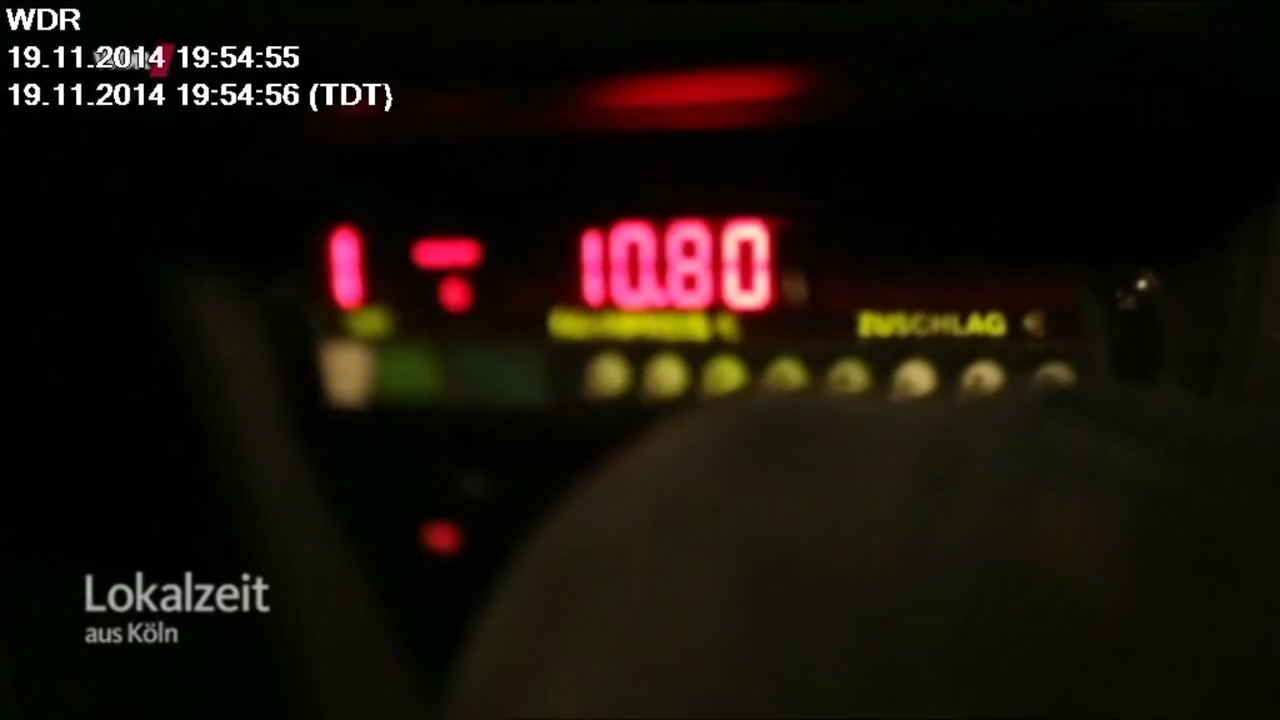 WDR
19.11.2014 19:54:55
19.11.2014 19:54:56 (TDT)
1 10.80
ZUSCHLAG €
Lokalzeit
aus Köln